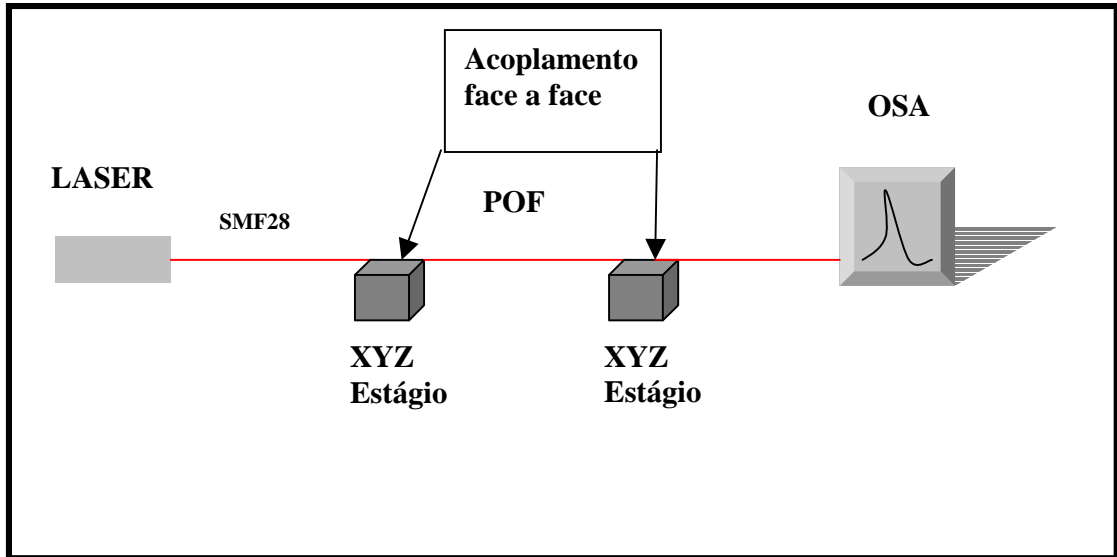 Acoplamento
face a face
OSA
LASER
SMF28
POF
XYZ
Estágio
XYZ
Estágio